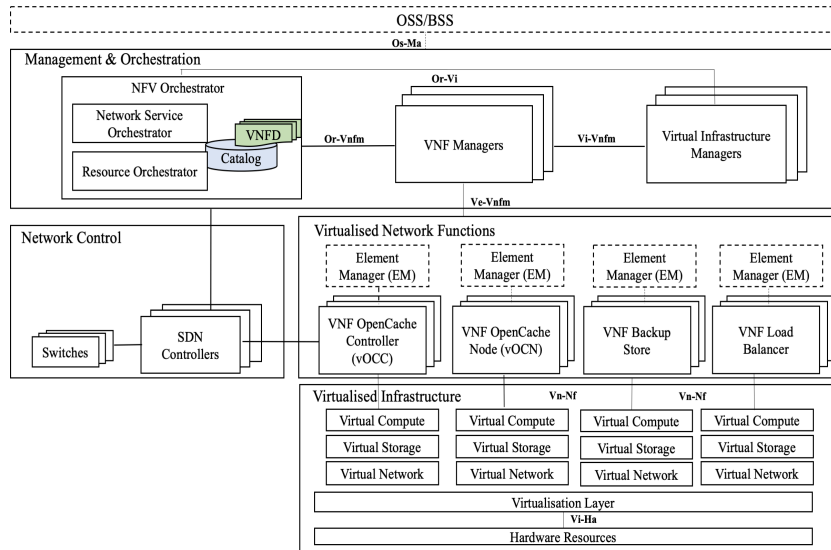 OSS/BSS
Os-Ma
Management & Orchestration
NFV Orchestrator
Network Service
Orchestrator
VNFD
Catalog
Resource Orchestrator
Or-Vi
Or-Vnfm
VNF Managers
Vi-Vnfm
Virtual Infrastructure
Managers
Ve-Vnfm
Network Control
Switches
SDN
Controllers
Virtualised Network Functions
Element
Manager (EM)
Element
Manager (EM)
Element
Manager (EM)
Element
Manager (EM)
VNF OpenCache
Controller
(vOCC)
VNF OpenCache
Node (vOCN)
VNF Backup
Store
VNF Load
Balancer
Virtualised Infrastructure
Vn-Nf
Vn-Nf
Virtual Compute
Virtual Storage
Virtual Network
Virtual Compute
Virtual Storage
Virtual Network
Virtual Compute
Virtual Storage
Virtual Network
Virtual Compute
Virtual Storage
Virtual Network
Virtualisation Layer
Vi-Ha
Hardware Resources